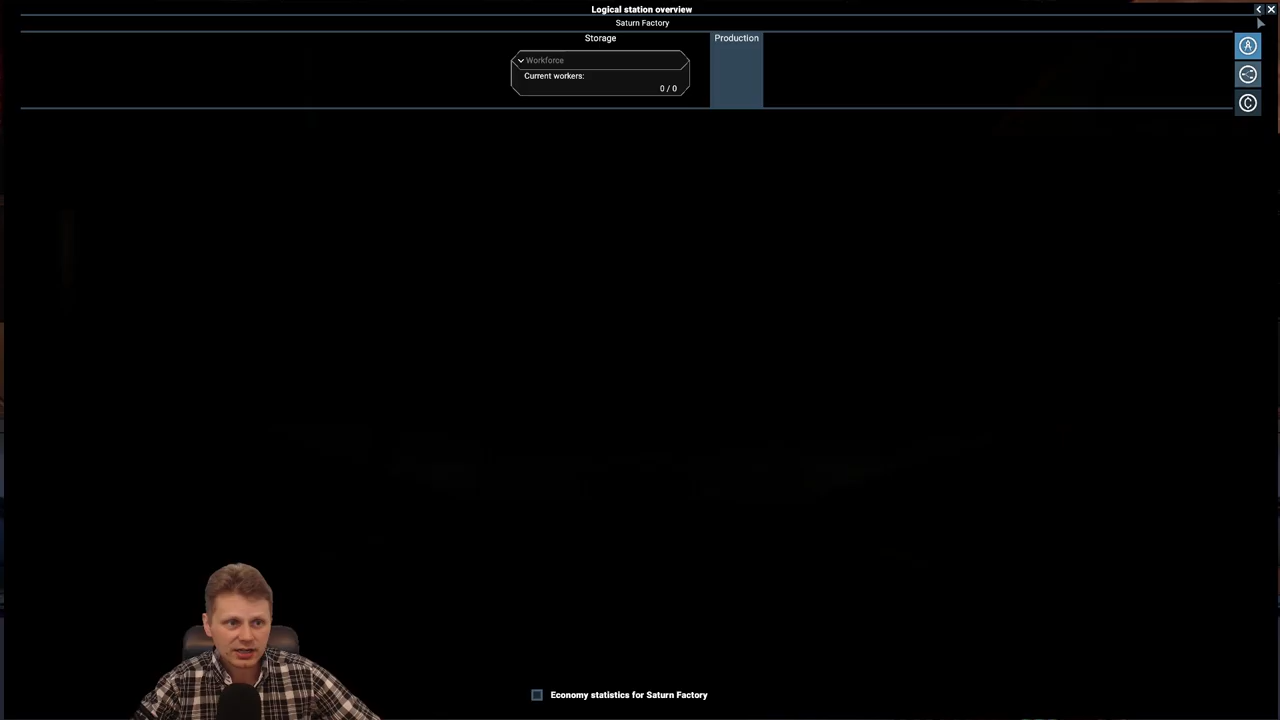 Logical station overview
Saturn Factory
Storage
Production
Workforce
Current workers:
0 / 0
Economy statistics for Saturn Factory